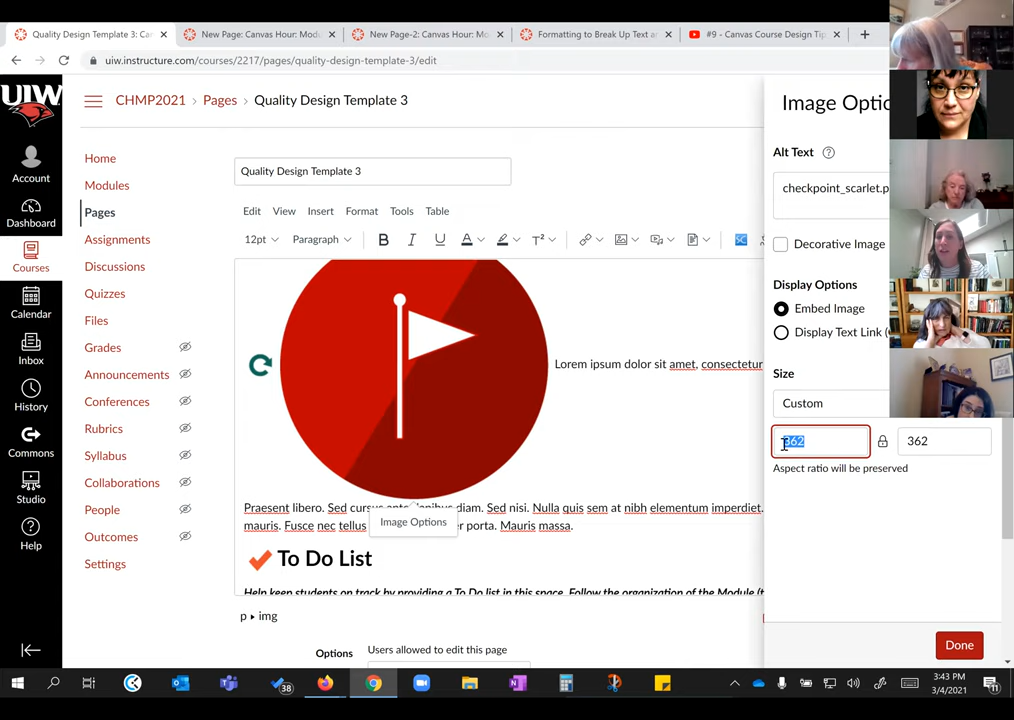 Quality Design Template 3: Ca
New Page: Canvas Hour: Mod
New Page-2: Canvas Hour: M
Formatting to Break Up Text a
#9 - Canvas Course Design Tip
uiw.instructure.com/courses/2217/pages/quality-design-template-3/edit
UIW
Account
Dashboard
Courses
Calendar
Inbox
History
Commons
Studio
Help
CHMP2021 › Pages › Quality Design Template 3
Home
Modules
Pages
Assignments
Discussions
Quizzes
Files
Grades
Announcements
Conferences
Rubrics
Syllabus
Collaborations
People
Outcomes
Settings
Quality Design Template 3
Edit View Insert Format Tools Table
12pt Paragraph B I U A T²
Lorem ipsum dolor sit amet, consectetur
Praesent libero. Sed cursus ante dapibus diam. Sed nisi. Nulla quis sem at nibh elementum imperdiet.
mauris. Fusce nec tellus porta. Mauris massa.
Image Options
To Do List
Help keep students on track by providing a To Do list in this space. Follow the organization of the Module (t
p ▸ img
Options Users allowed to edit this page
Image Optio
Alt Text
checkpoint_scarlet.p
Decorative Image
Display Options
Embed Image
Display Text Link (
Size
Custom
362 362
Aspect ratio will be preserved
Done
38
3:43 PM
3/4/2021
11